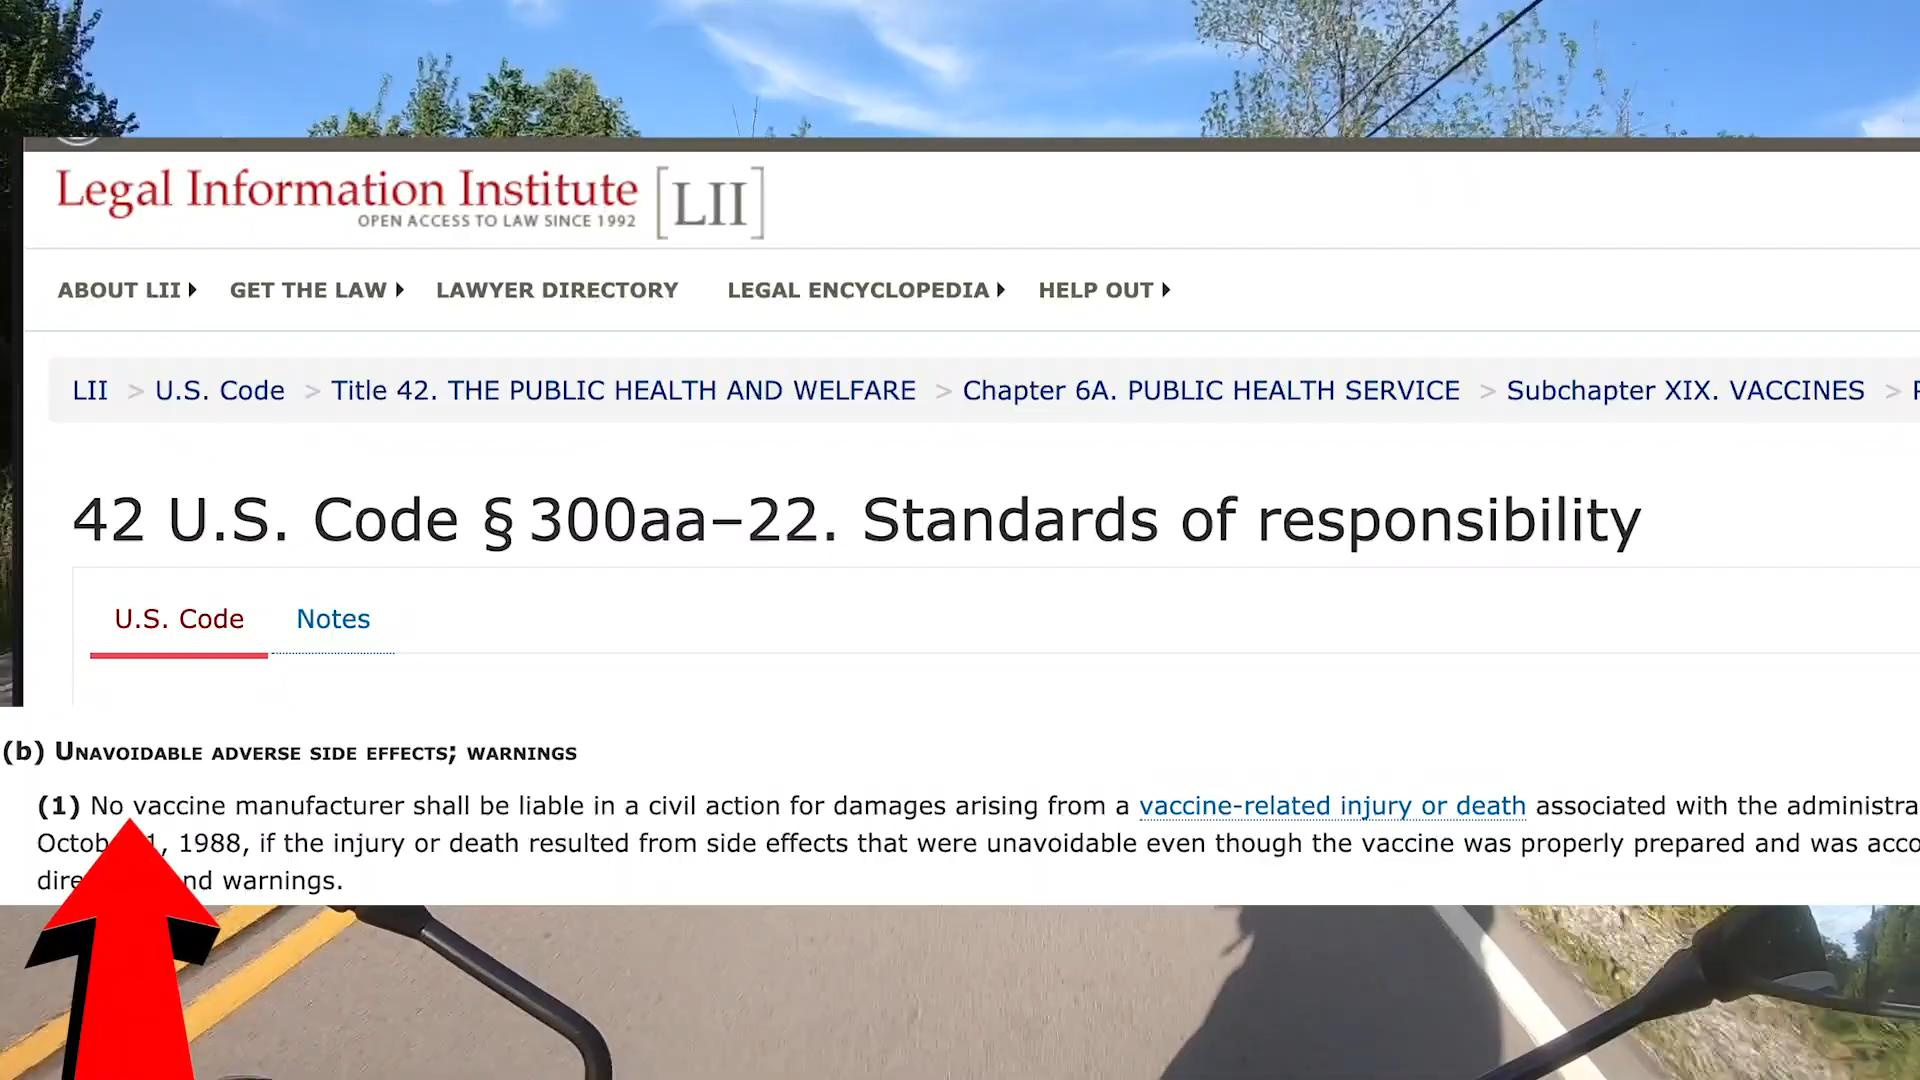 Legal Information Institute [LII]
OPEN ACCESS TO LAW SINCE 1992
ABOUT LII GET THE LAW LAWYER DIRECTORY LEGAL ENCYCLOPEDIA HELP OUT
LII > U.S. Code > Title 42. THE PUBLIC HEALTH AND WELFARE > Chapter 6A. PUBLIC HEALTH SERVICE > Subchapter XIX. VACCINES >
42 U.S. Code § 300aa–22. Standards of responsibility
U.S. Code Notes
(b) UNAVOIDABLE ADVERSE SIDE EFFECTS; WARNINGS
(1) No vaccine manufacturer shall be liable in a civil action for damages arising from a vaccine-related injury or death associated with the
1988, if the injury or death resulted from side effects that were unavoidable even though the vaccine was properly prepared and was
warnings.